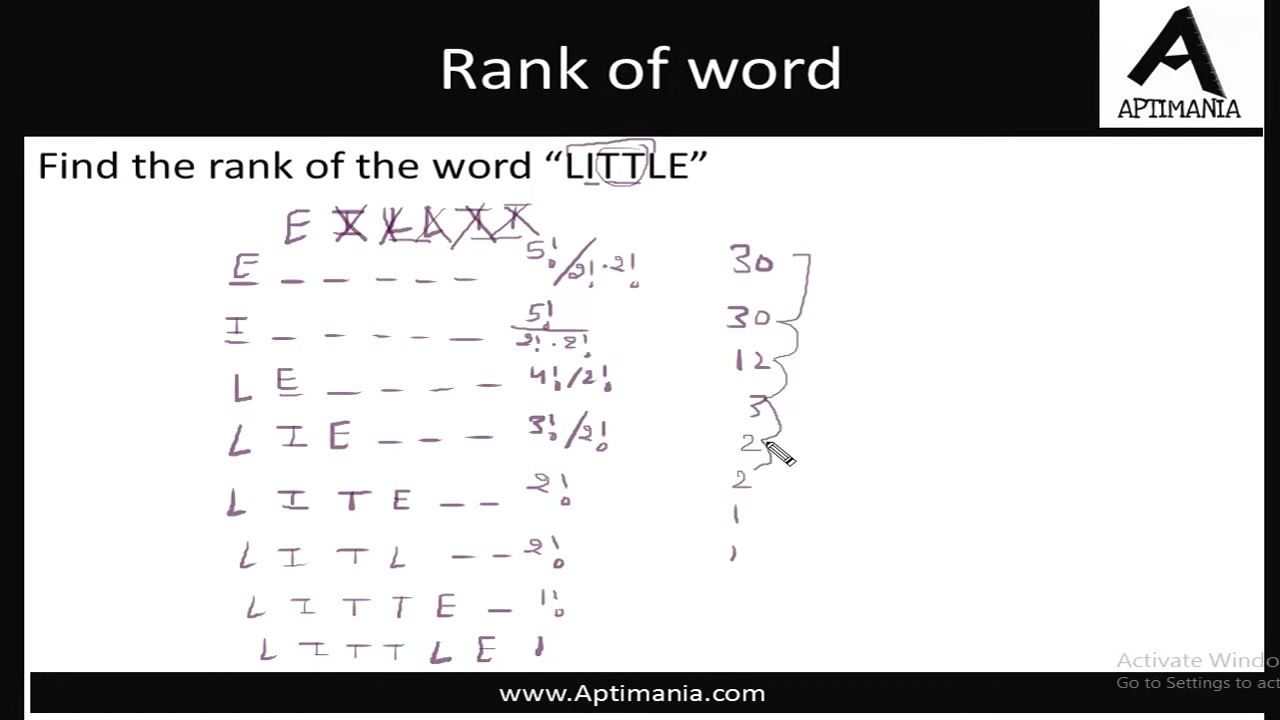 Rank of word
APTIMANIA
Find the rank of the word “LITTLE”
E I L L T T
E _ _ _ _ _ 5!/2!·2! 30
I _ _ _ _ _ 5!/2!·2! 30
L E _ _ _ _ 4!/2! 12
L I E _ _ _ 3!/2! 3
L I T E _ _ 2! 2
L I T L _ _ 2! 2
L I T T E _ 1! 1
L I T T L E 1 1
Activate Windo
Go to Settings to act
www.Aptimania.com